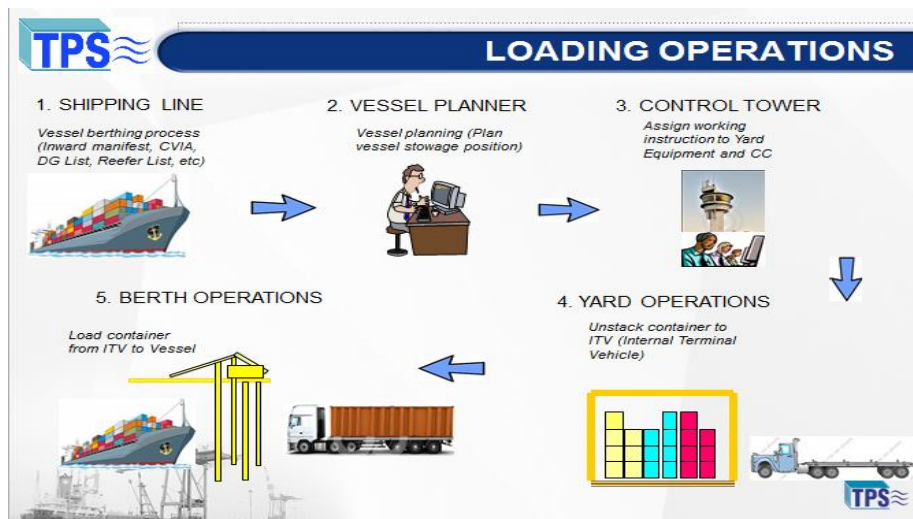 TPS
LOADING OPERATIONS
1. SHIPPING LINE
Vessel berthing process
(Inward manifest, CVIA,
DG List, Reefer List, etc)
2. VESSEL PLANNER
Vessel planning (Plan
vessel stowage position)
3. CONTROL TOWER
Assign working
instruction to Yard
Equipment and CC
4. YARD OPERATIONS
Unstack container to
ITV (Internal Terminal
Vehicle)
5. BERTH OPERATIONS
Load container
from ITV to Vessel
TPS